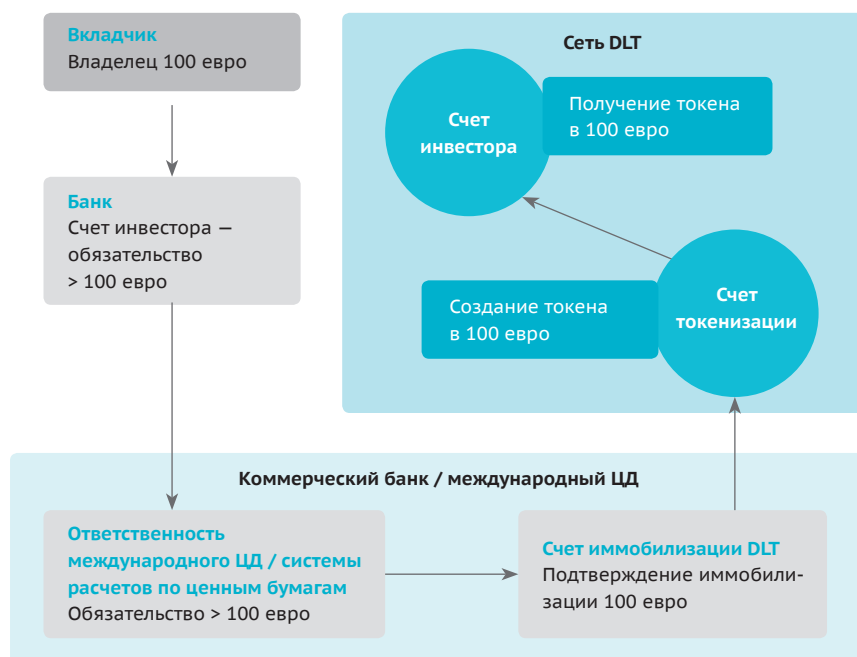 Вкладчик
Владелец 100 евро
Банк
Счет инвестора —
обязательство
> 100 евро
Сеть DLT
Счет
инвестора
Получение токена
в 100 евро
Создание токена
в 100 евро
Счет
токенизации
Коммерческий банк / международный ЦД
Ответственность
международного ЦД / системы
расчетов по ценным бумагам
Обязательство > 100 евро
Счет иммобилизации DLT
Подтверждение иммобили-
зации 100 евро